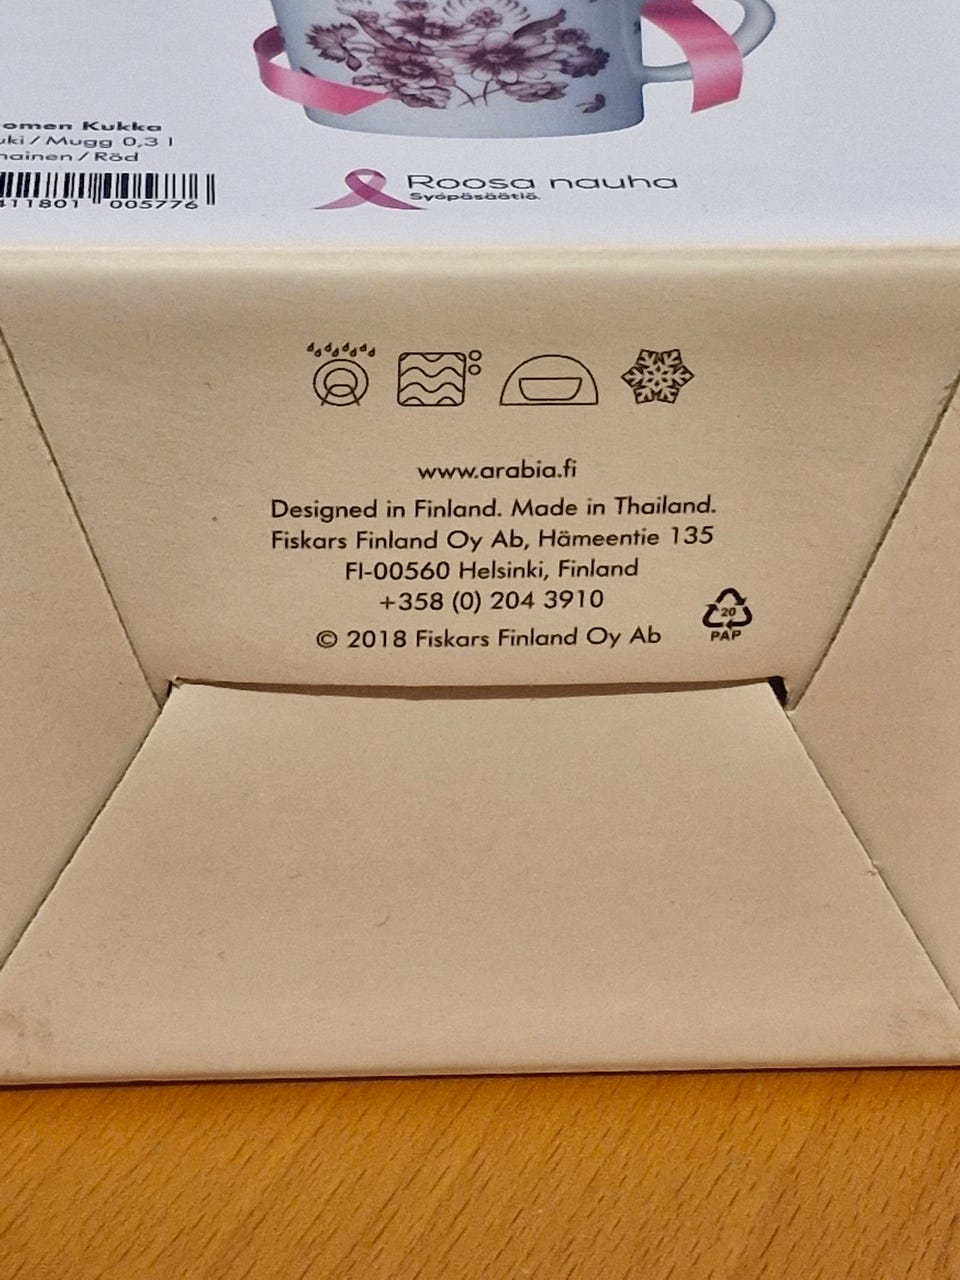 omen Kukka
uki / Mugg 0,3 l
nainen / Röd
411801 005776
Roosa nauha
Syöpäsäätiö.
www.arabia.fi
Designed in Finland. Made in Thailand.
Fiskars Finland Oy Ab, Hämeentie 135
FI-00560 Helsinki, Finland
+358 (0) 204 3910
© 2018 Fiskars Finland Oy Ab
20
PAP